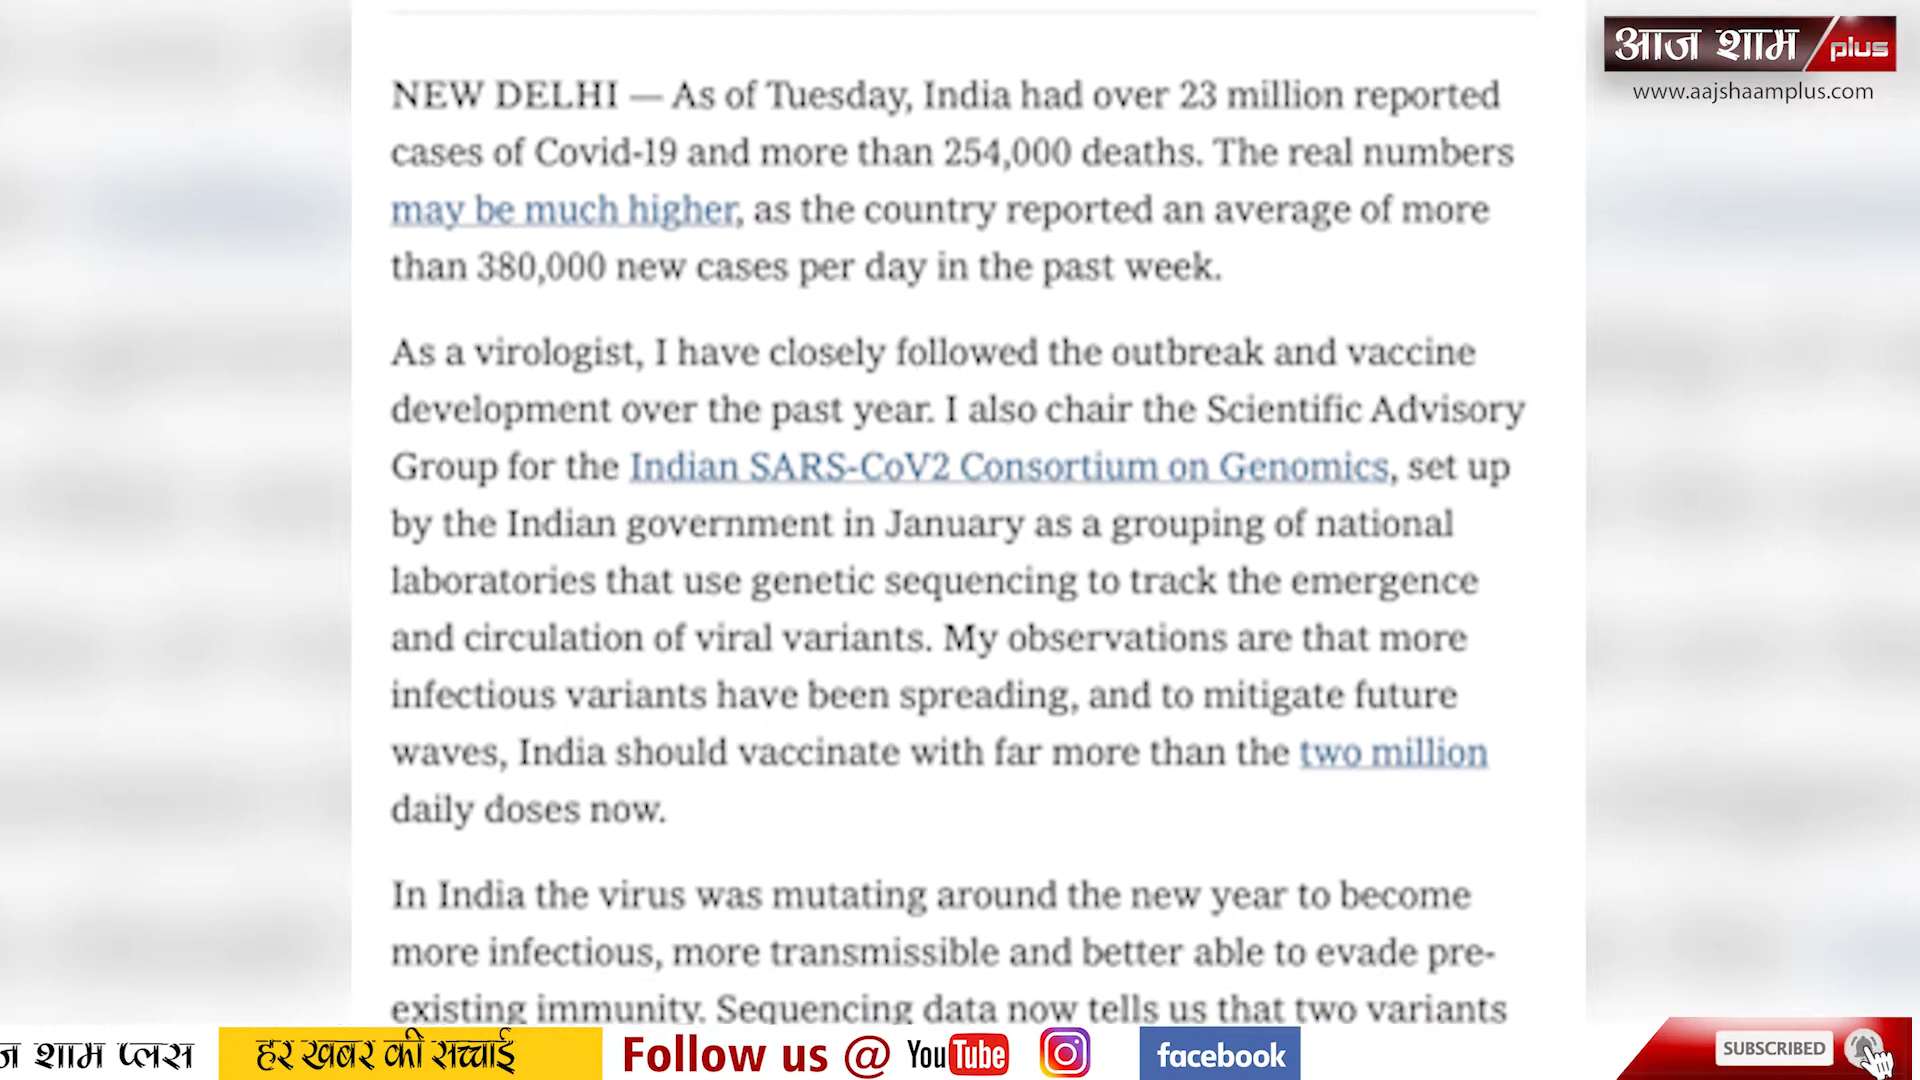 आज शाम plus
www.aajshaamplus.com
NEW DELHI — As of Tuesday, India had over 23 million reported
cases of Covid-19 and more than 254,000 deaths. The real numbers
may be much higher, as the country reported an average of more
than 380,000 new cases per day in the past week.
As a virologist, I have closely followed the outbreak and vaccine
development over the past year. I also chair the Scientific Advisory
Group for the Indian SARS-CoV2 Consortium on Genomics, set up
by the Indian government in January as a grouping of national
laboratories that use genetic sequencing to track the emergence
and circulation of viral variants. My observations are that more
infectious variants have been spreading, and to mitigate future
waves, India should vaccinate with far more than the two million
daily doses now.
In India the virus was mutating around the new year to become
more infectious, more transmissible and better able to evade pre-
existing immunity. Sequencing data now tells us that two variants
ज शाम प्लस हर खबर की सच्चाई Follow us @ YouTube facebook SUBSCRIBED